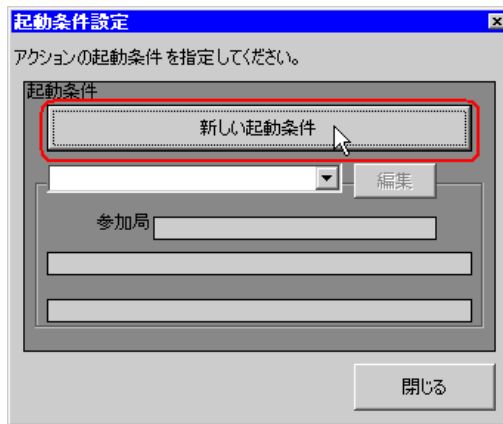 起動条件設定
アクションの起動条件を指定してください。
起動条件
新しい起動条件
編集
参加局
閉じる